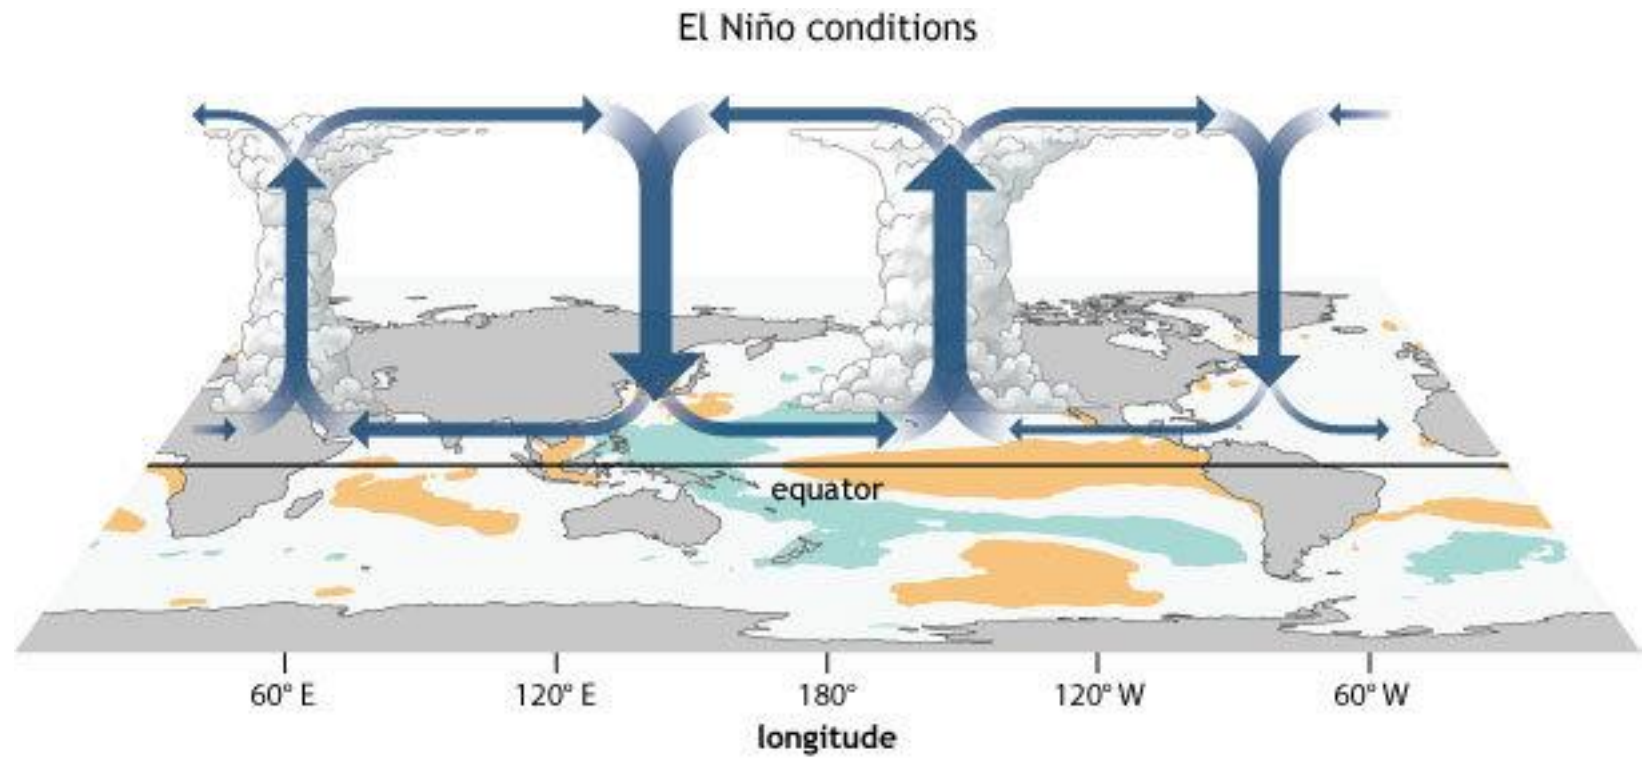 El Niño conditions
equator
60° E
120° E
180°
120° W
60° W
longitude